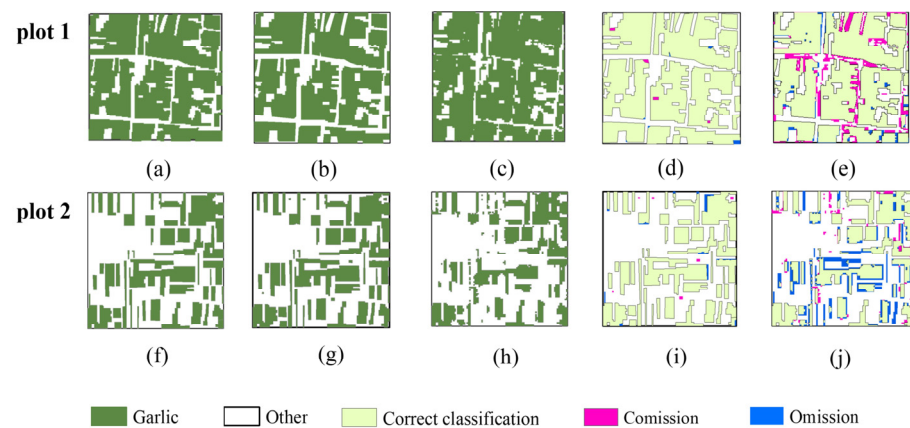 plot 1
(a) (b) (c) (d) (e)
plot 2
(f) (g) (h) (i) (j)
Garlic Other Correct classification Comission Omission